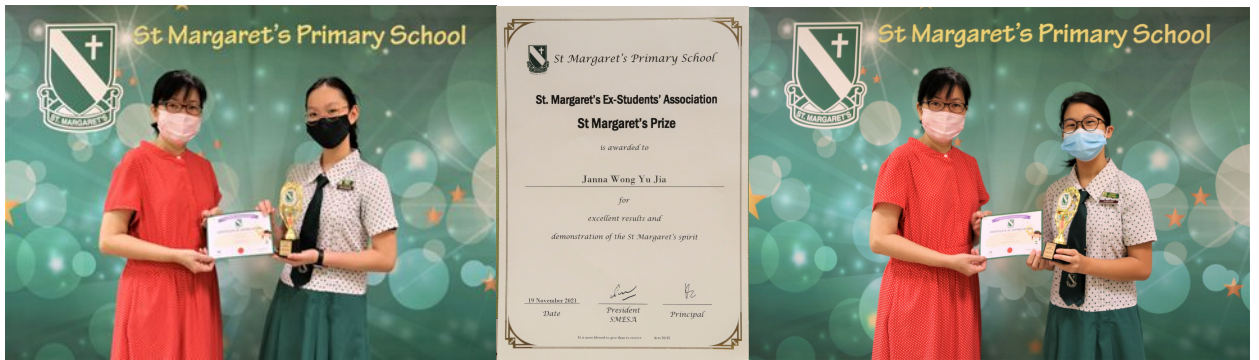 St Margaret's Primary School
ST. MARGARET'S
St Margaret's Primary School
St. Margaret's Ex-Students' Association
St Margaret's Prize
is awarded to
Janna Wong Yu Jia
for
excellent results and
demonstration of the St Margaret's spirit
19 November 2021
Date
President
SMESA
Principal
St Margaret's Primary School
ST. MARGARET'S